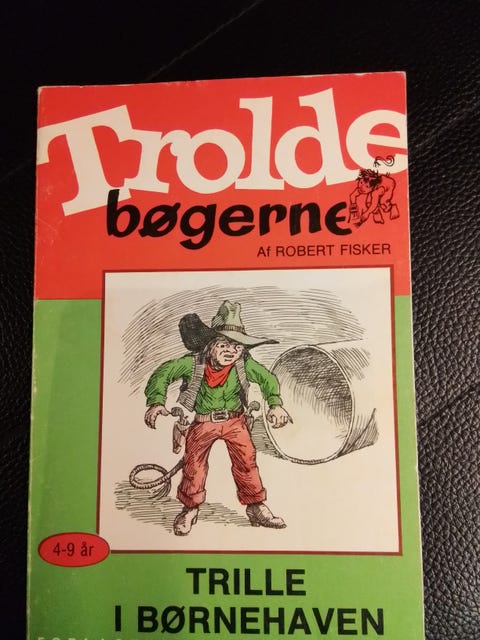 Trolde
bøgerne
Af ROBERT FISKER
4-9 år
TRILLE
I BØRNEHAVEN